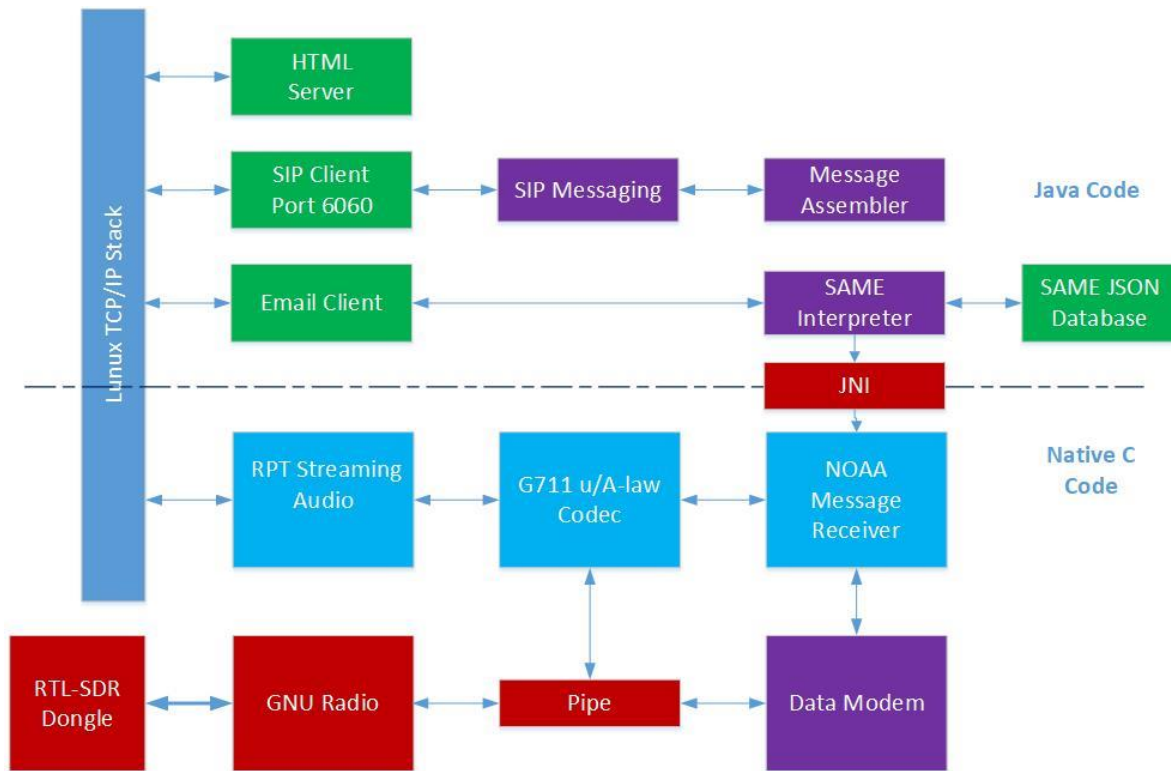 HTML
Server
SIP Client
Port 6060
SIP Messaging
Message
Assembler
Java Code
Lunux TCP/IP Stack
Email Client
SAME
Interpreter
SAME JSON
Database
JNI
RPT Streaming
Audio
G711 u/A-law
Codec
NOAA
Message
Receiver
Native C
Code
RTL-SDR
Dongle
GNU Radio
Pipe
Data Modem